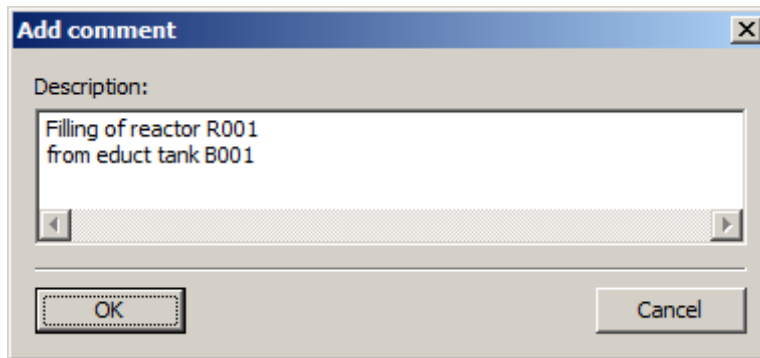 Add comment
Description:
Filling of reactor R001
from educt tank B001
OK
Cancel